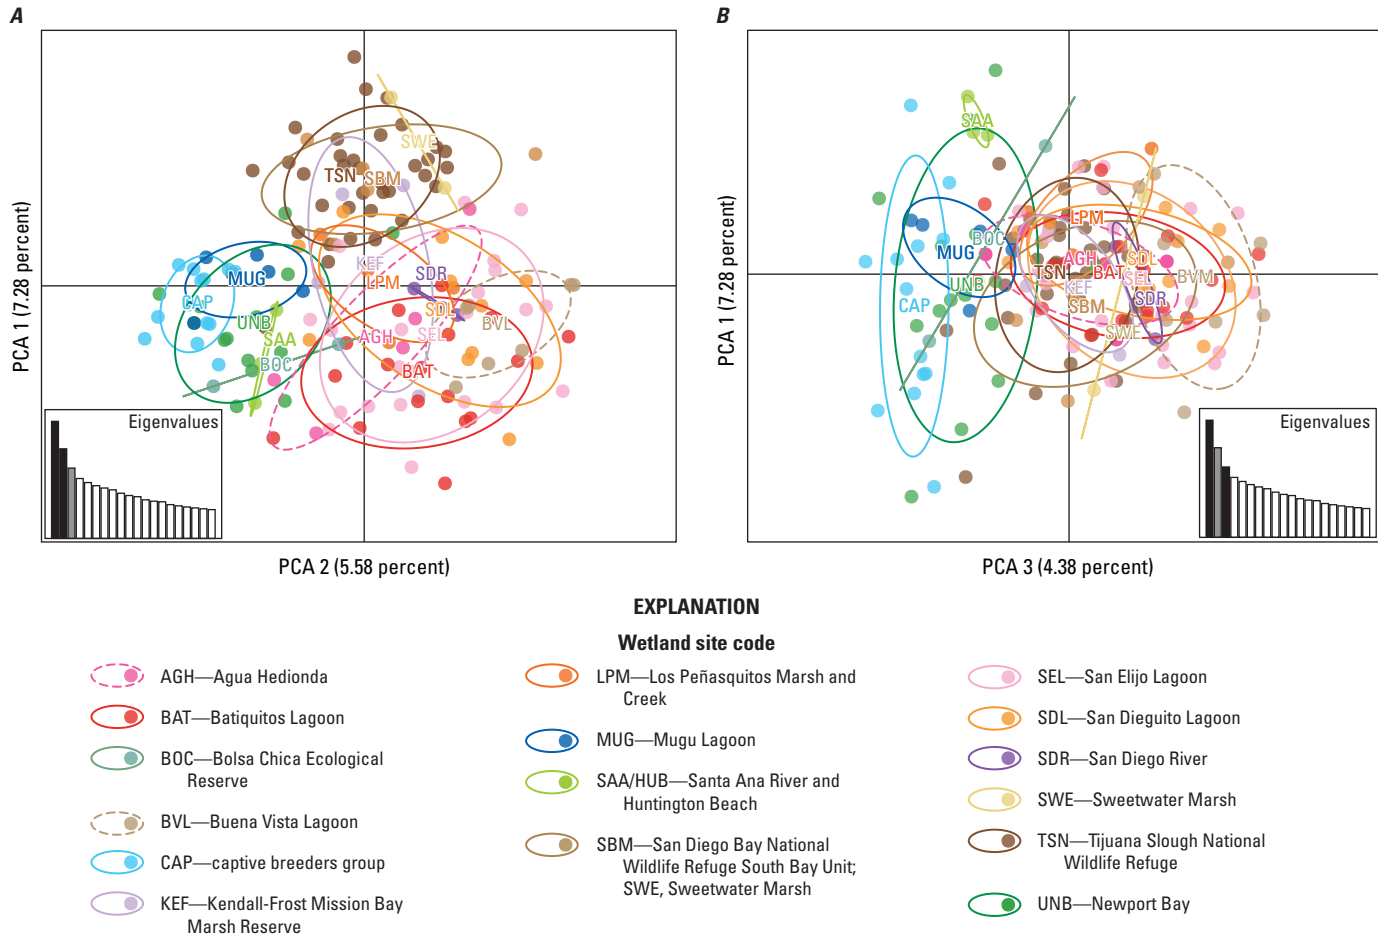 A
B
PCA 1 (7.28 percent)
PCA 2 (5.58 percent)
TSN
SBM
SWE
KEF
LPM
SDR
SDL
BVL
MUG
CAP
UNB
SAA
BOC
AGH
SEL
BAT
Eigenvalues
PCA 1 (7.28 percent)
PCA 3 (4.38 percent)
SAA
LPM
BOC
MUG
AGH
SDL
TSN
BAT
SEL
BVM
UNB
KEF
CAP
SBM
SDR
SWE
Eigenvalues
EXPLANATION
Wetland site code
AGH—Agua Hedionda
BAT—Batiquitos Lagoon
BOC—Bolsa Chica Ecological
Reserve
BVL—Buena Vista Lagoon
CAP—captive breeders group
KEF—Kendall-Frost Mission Bay
Marsh Reserve
LPM—Los Peñasquitos Marsh and
Creek
MUG—Mugu Lagoon
SAA/HUB—Santa Ana River and
Huntington Beach
SBM—San Diego Bay National
Wildlife Refuge South Bay Unit;
SWE, Sweetwater Marsh
SEL—San Elijo Lagoon
SDL—San Dieguito Lagoon
SDR—San Diego River
SWE—Sweetwater Marsh
TSN—Tijuana Slough National
Wildlife Refuge
UNB—Newport Bay